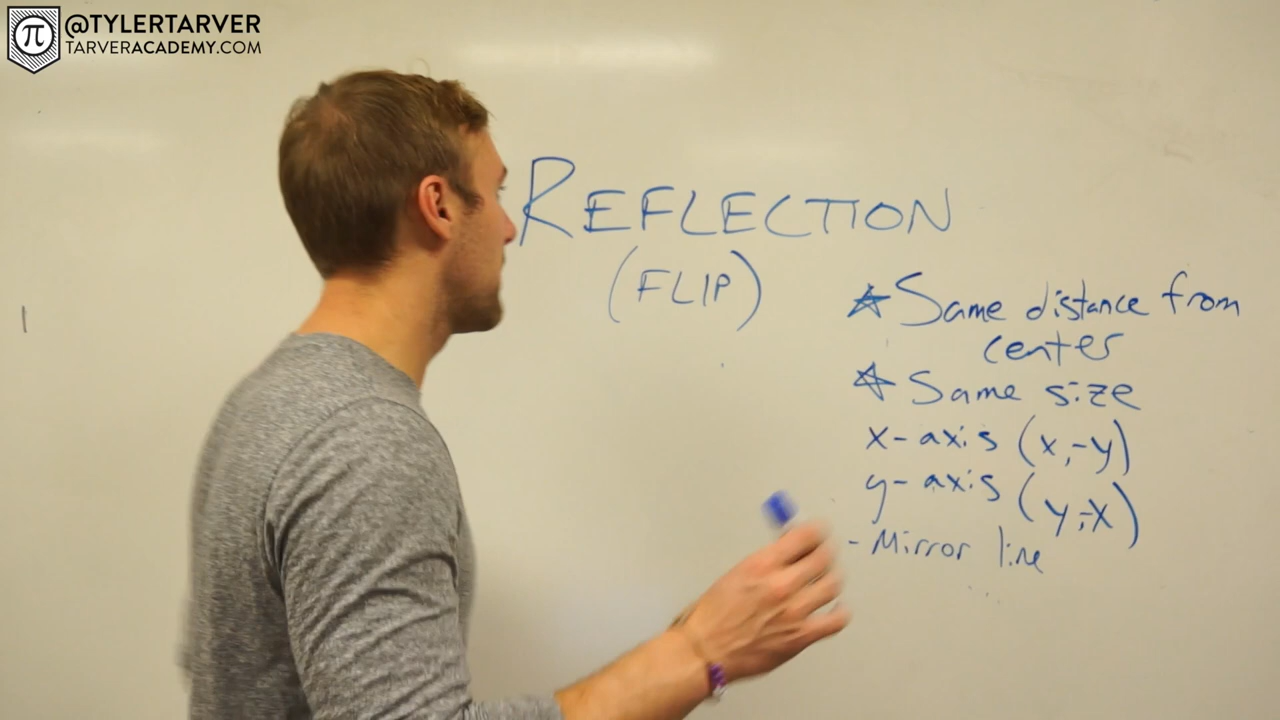 @TYLERTARVER
TARVERACADEMY.COM
REFLECTION
(FLIP)
☆ Same distance from
center
☆ Same size
x-axis (x,-y)
y-axis (y,-x)
- Mirror line